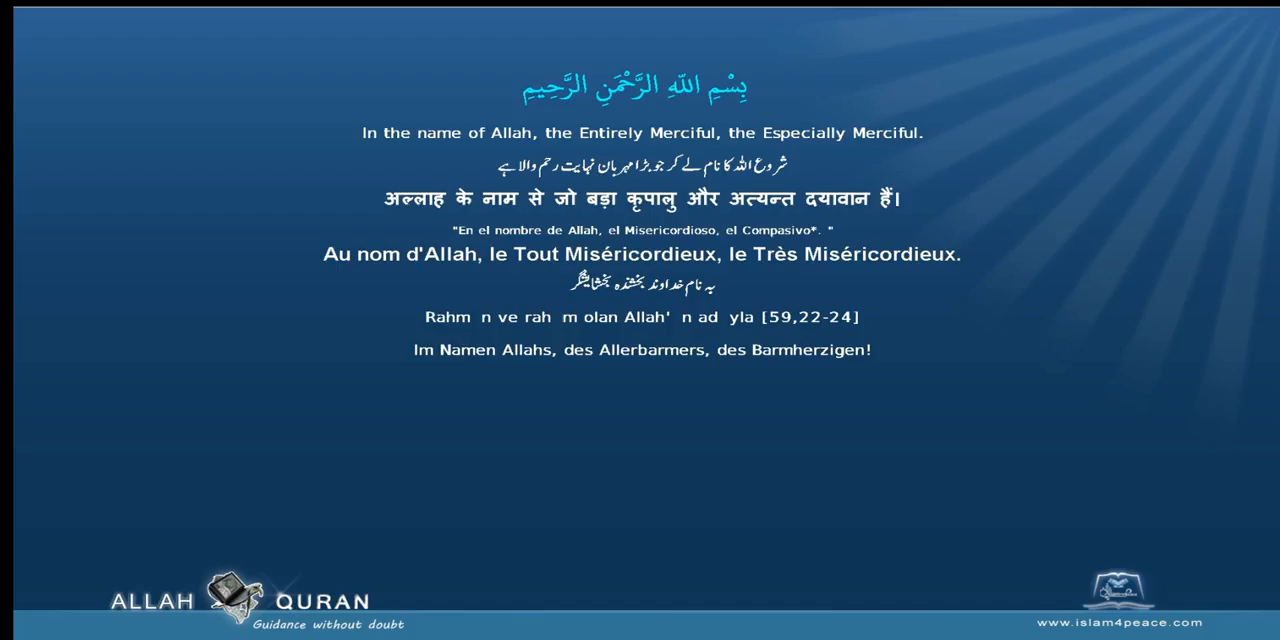 بِسْمِ اللّهِ الرَّحْمَنِ الرَّحِيمِ
In the name of Allah, the Entirely Merciful, the Especially Merciful.
شروع اللہ کا نام لے کر جو بڑا مہربان نہایت رحم والا ہے
अल्लाह के नाम से जो बड़ा कृपालु और अत्यन्त दयावान हैं।
"En el nombre de Allah, el Misericordioso, el Compasivo*. "
Au nom d'Allah, le Tout Miséricordieux, le Très Miséricordieux.
به نام خداوند بخشنده بخشایشگر
Rahm n ve rah m olan Allah' n ad yla [59,22-24]
Im Namen Allahs, des Allerbarmers, des Barmherzigen!
ALLAH QURAN
Guidance without doubt
www.islam4peace.com